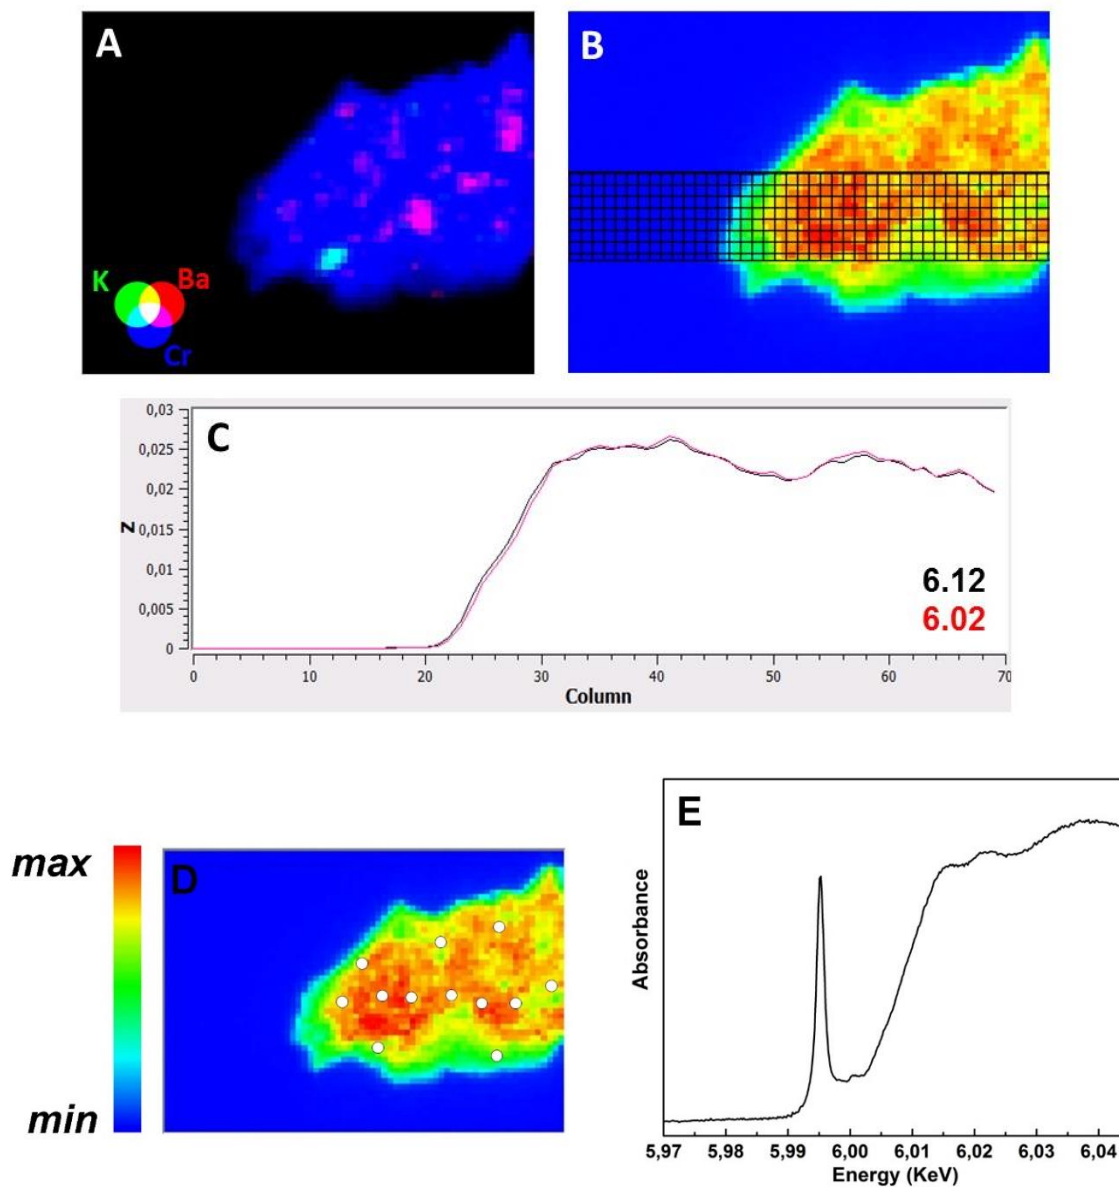 A
B
K
Ba
Cr
C
0,03
0,025
0,02
0,015
0,01
0,005
0
z
0 10 20 30 40 50 60 70
Column
6.12
6.02
max
min
D
E
Absorbance
5,97 5,98 5,99 6,00 6,01 6,02 6,03 6,04
Energy (KeV)